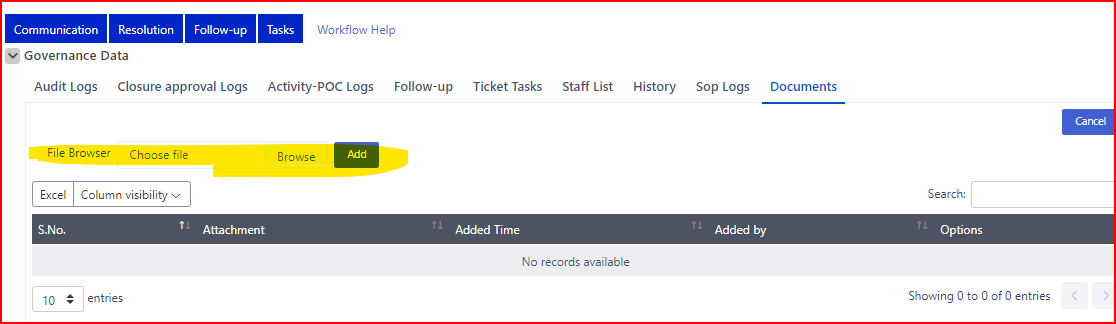 Communication Resolution Follow-up Tasks Workflow Help
Governance Data
Audit Logs Closure approval Logs Activity-POC Logs Follow-up Ticket Tasks Staff List History Sop Logs Documents
Cancel
File Browser Choose file Browse Add
Excel Column visibility Search:
S.No. Attachment Added Time Added by Options
No records available
10 entries Showing 0 to 0 of 0 entries